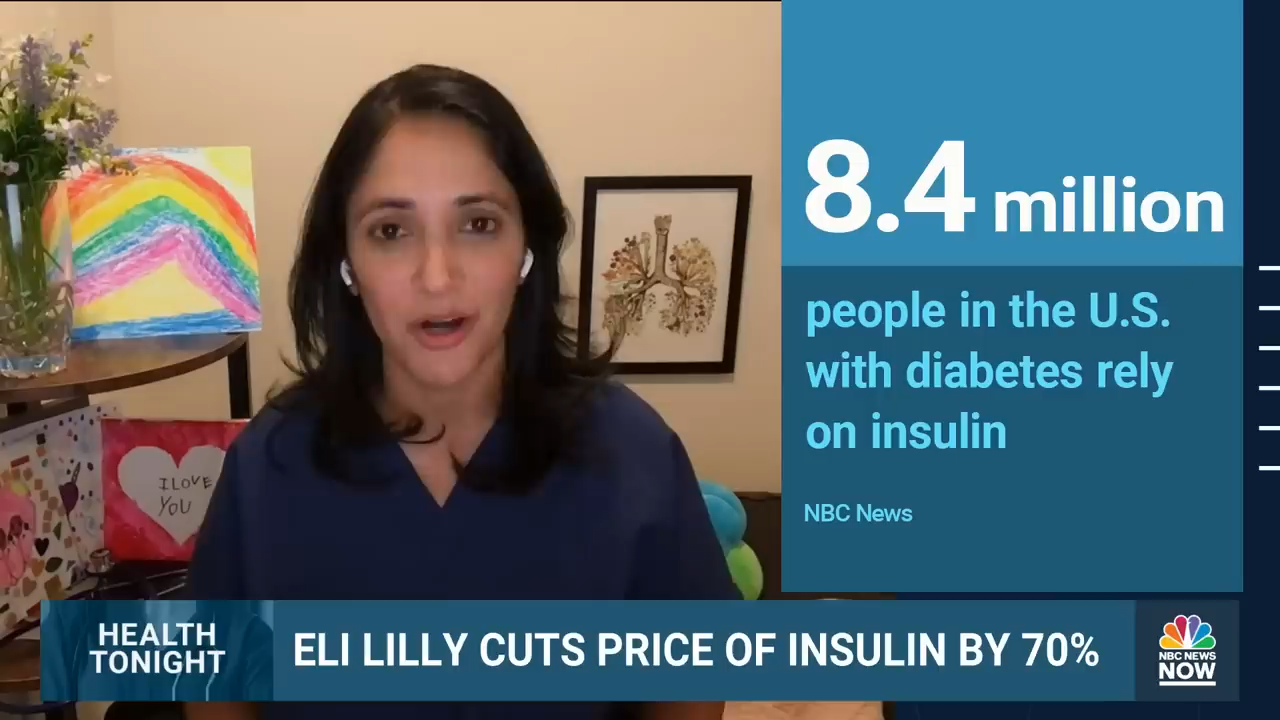 I LOVE
YOU
8.4 million
people in the U.S.
with diabetes rely
on insulin
NBC News
HEALTH
TONIGHT
ELI LILLY CUTS PRICE OF INSULIN BY 70%
NBC NEWS
NOW